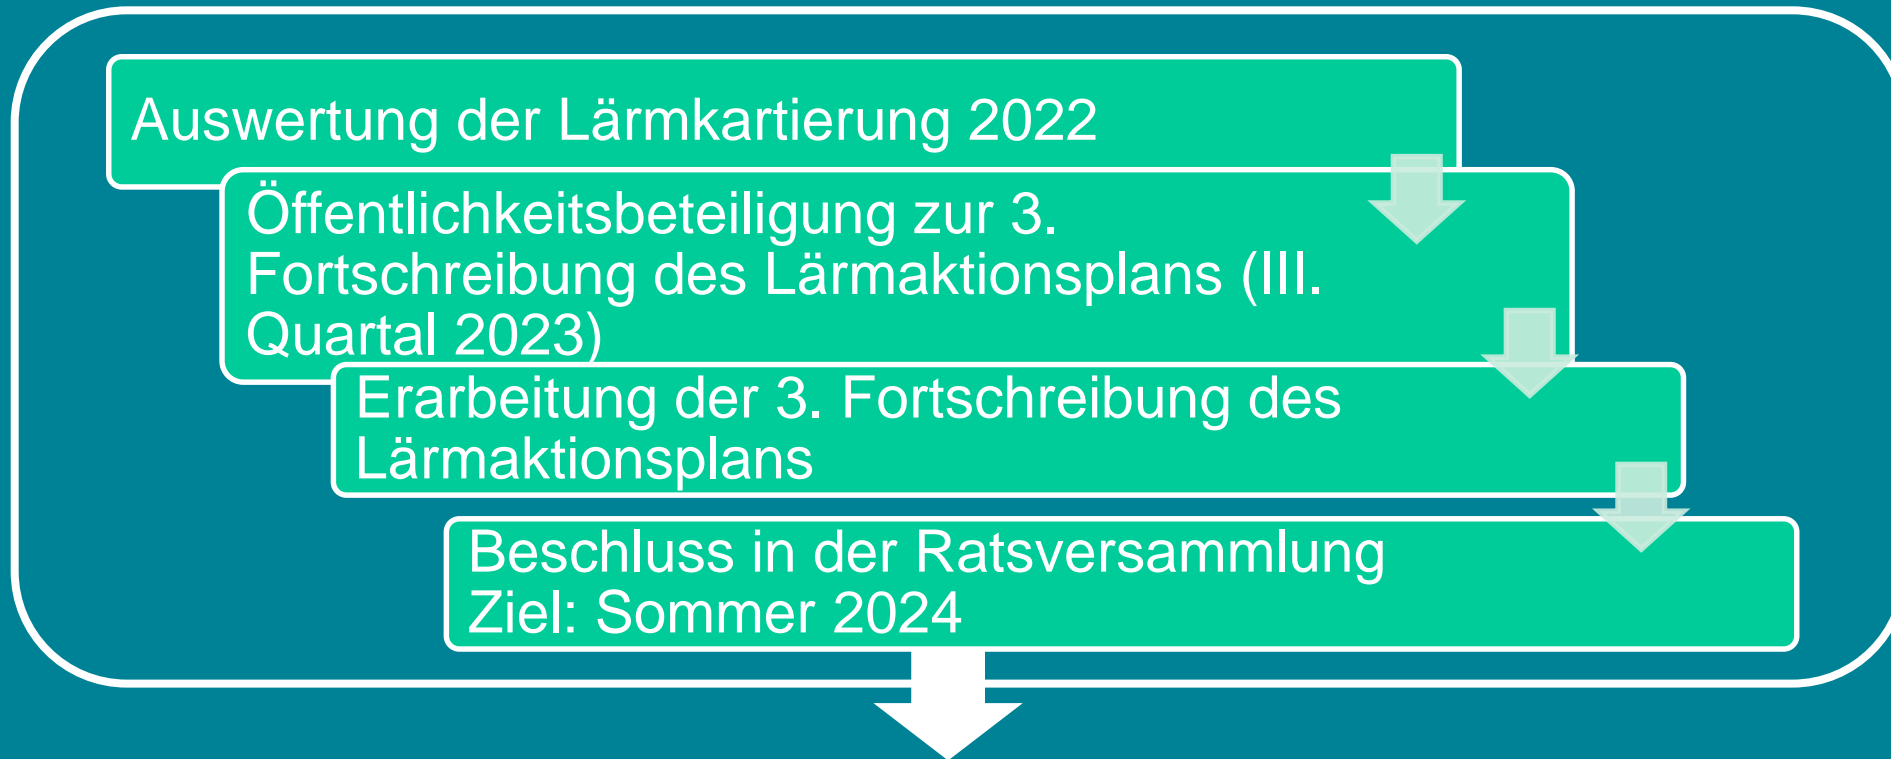 Auswertung der Lärmkartierung 2022
Öffentlichkeitsbeteiligung zur 3.
Fortschreibung des Lärmaktionsplans (III.
Quartal 2023)
Erarbeitung der 3. Fortschreibung des
Lärmaktionsplans
Beschluss in der Ratsversammlung
Ziel: Sommer 2024